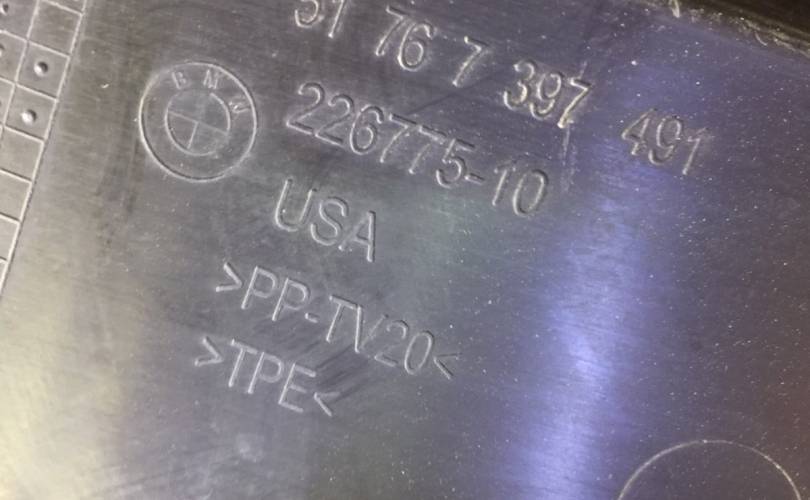 51 76 7 397 491
BMW
226775-10
USA
>PP-TV20<
>TPE<